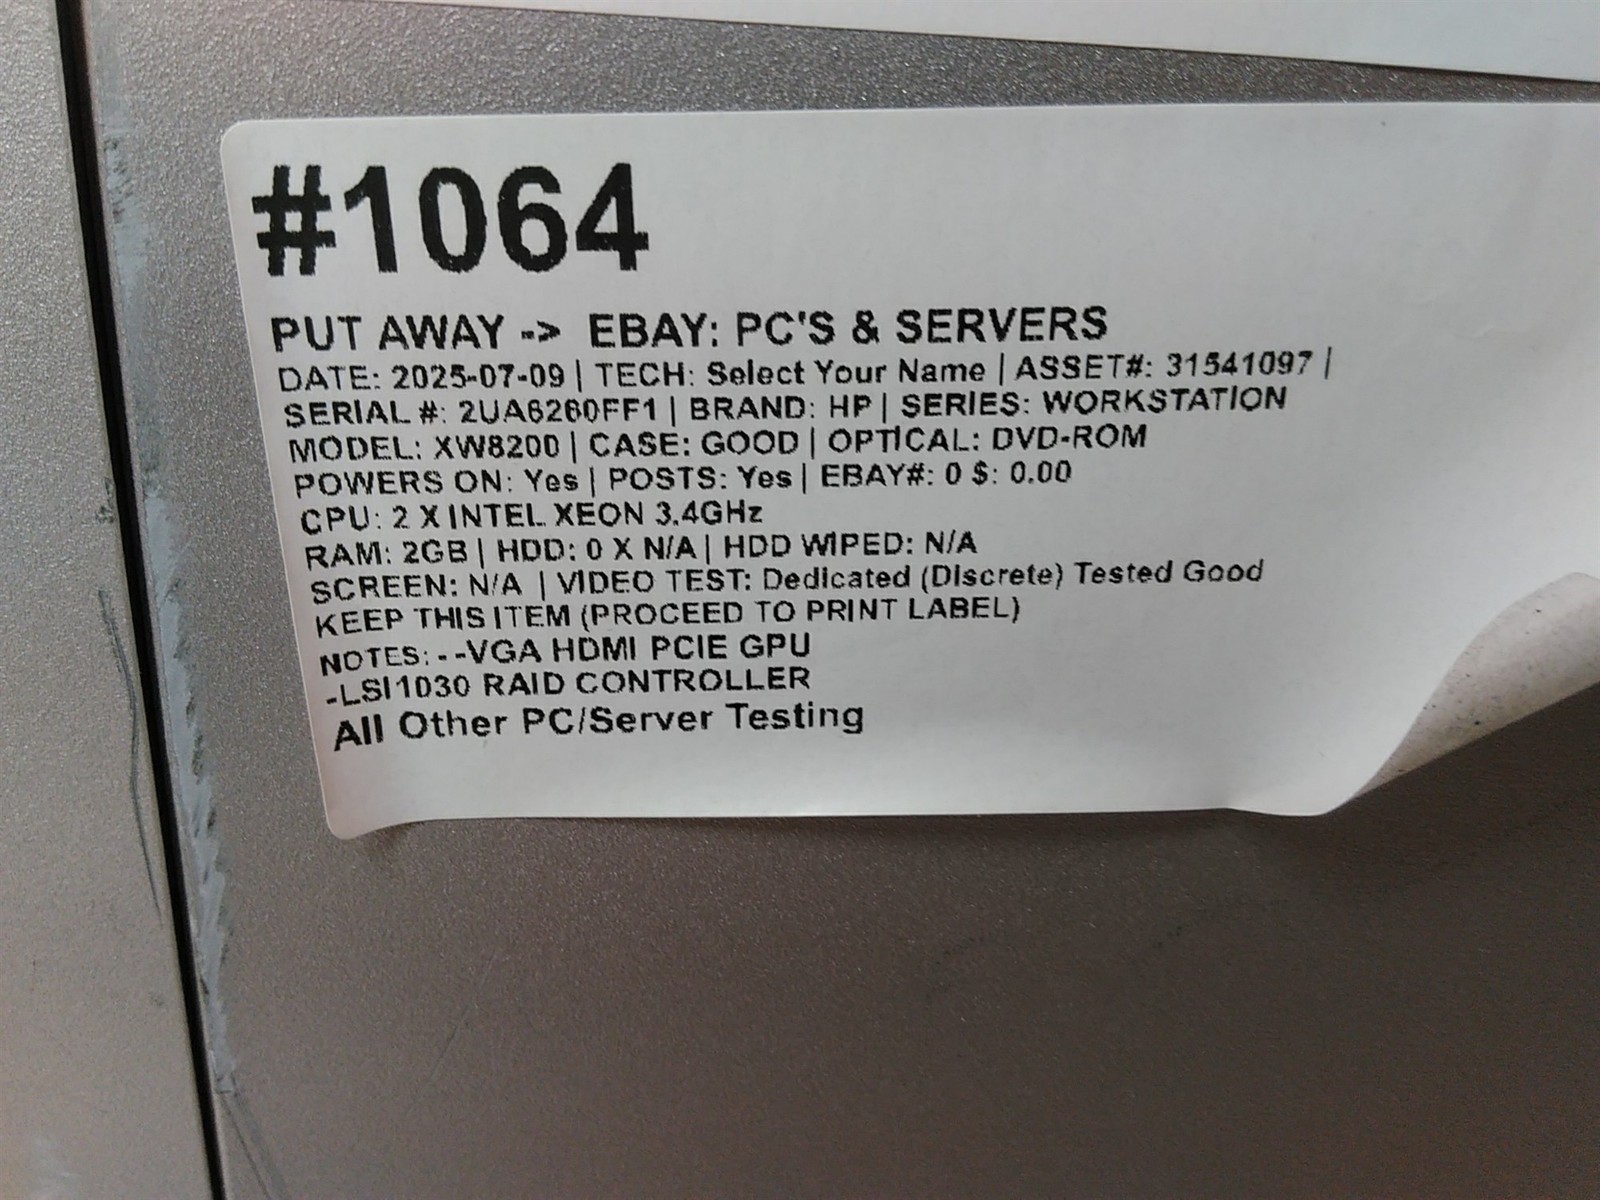 #1064
PUT AWAY -> EBAY: PC'S & SERVERS
DATE: 2025-07-09 | TECH: Select Your Name | ASSET#: 31541097 |
SERIAL #: 2UA6260FF1 | BRAND: HP | SERIES: WORKSTATION
MODEL: XW8200 | CASE: GOOD | OPTICAL: DVD-ROM
POWERS ON: Yes | POSTS: Yes | EBAY#: 0 $: 0.00
CPU: 2 X INTEL XEON 3.4GHz
RAM: 2GB | HDD: 0 X N/A | HDD WIPED: N/A
SCREEN: N/A | VIDEO TEST: Dedicated (Discrete) Tested Good
KEEP THIS ITEM (PROCEED TO PRINT LABEL)
NOTES: --VGA HDMI PCIE GPU
-LSI1030 RAID CONTROLLER
All Other PC/Server Testing